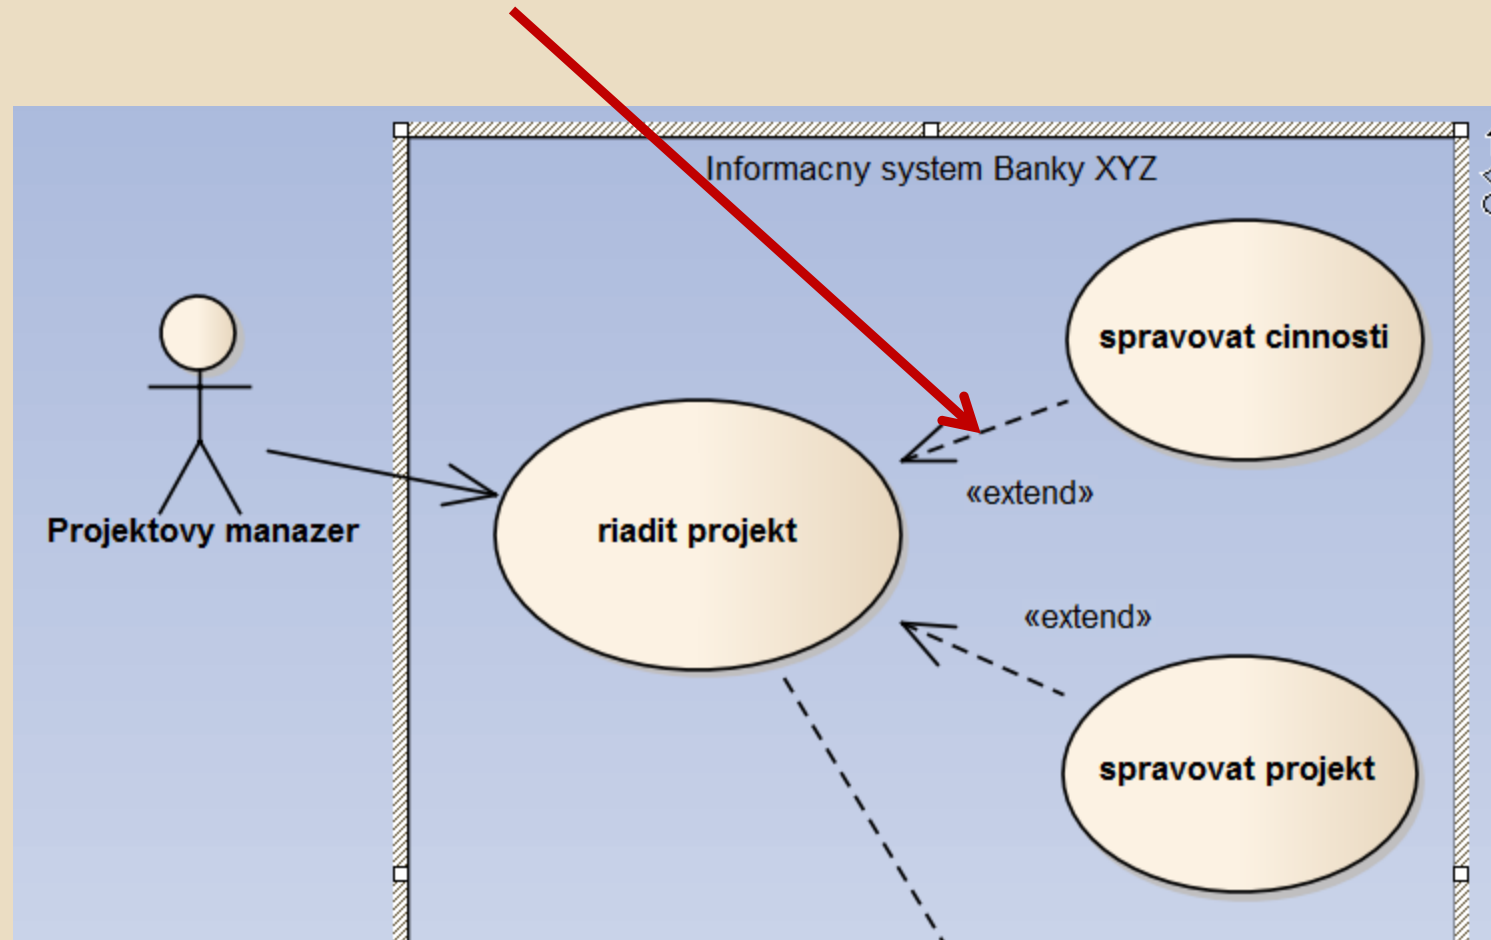 Informacny system Banky XYZ
spravovat cinnosti
«extend»
Projektovy manazer
riadit projekt
«extend»
spravovat projekt